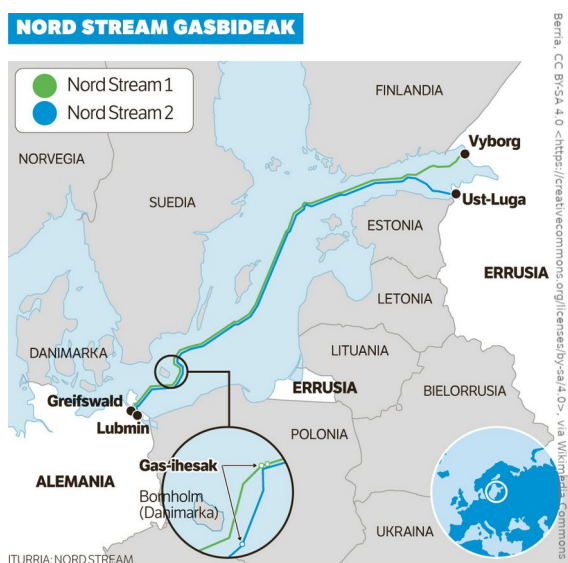 NORD STREAM GASBIDEAK
Nord Stream 1
Nord Stream 2
FINLANDIA
NORVEGIA
SUEDIA
Vyborg
Ust-Luga
ESTONIA
ERRUSIA
LETONIA
DANIMARKA
LITUANIA
ERRUSIA
BIELORRUSIA
Greifswald
Lubmin
POLONIA
ALEMANIA
Gas-ihesak
Bornholm
(Danimarka)
UKRAINA
ITURRIA: NORD STREAM
Berria, CC BY-SA 4.0 <https://creativecommons.org/licenses/by-sa/4.0>, via Wikimedia Commons